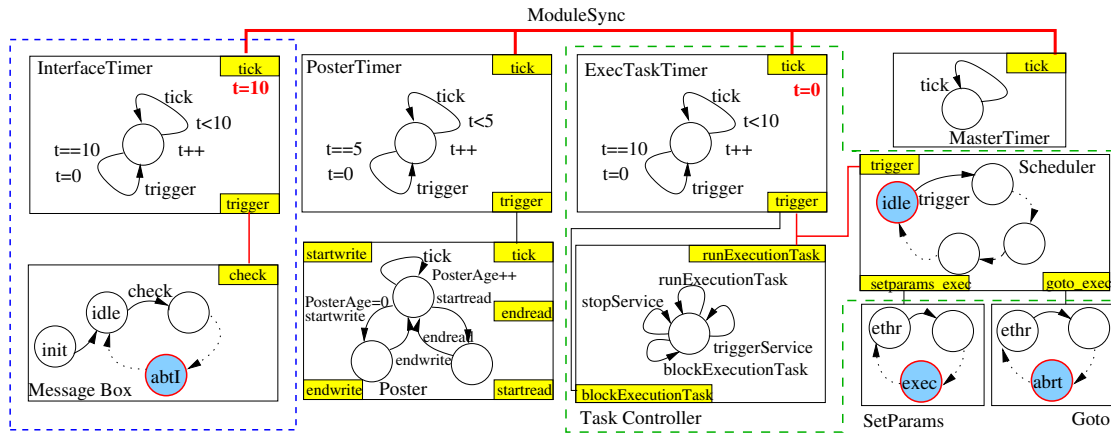 ModuleSync
InterfaceTimer
tick
t=10
tick
t<10
t==10
t++
t=0
trigger
trigger
PosterTimer
tick
tick
t<5
t==5
t++
t=0
trigger
trigger
ExecTaskTimer
tick
t=0
tick
t<10
t==10
t++
t=0
trigger
trigger
tick
tick
MasterTimer
trigger
Scheduler
idle
trigger
setparams_exec
goto_exec
check
check
idle
init
abtI
Message Box
startwrite
tick
tick
PosterAge++
PosterAge=0
startread
startwrite
endread
endread
endwrite
endwrite
Poster
startread
runExecutionTask
runExecutionTask
stopService
triggerService
blockExecutionTask
blockExecutionTask
Task Controller
ethr
exec
SetParams
ethr
abrt
Goto